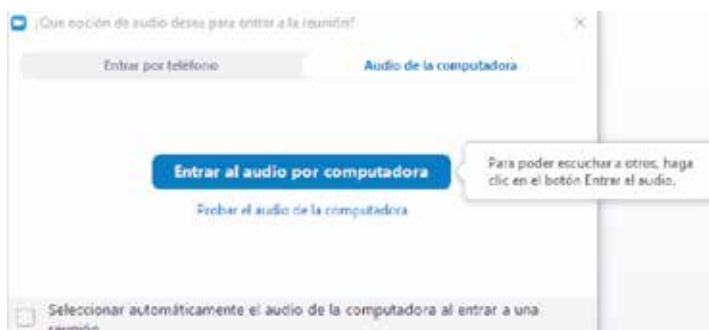 ¿Que opción de audio desea para entrar a la reunión?
Entrar por teléfono
Audio de la computadora
Entrar al audio por computadora
Para poder escuchar a otros, haga
clic en el botón Entrar el audio.
Probar el audio de la computadora
Seleccionar automáticamente el audio de la computadora al entrar a una
reunión